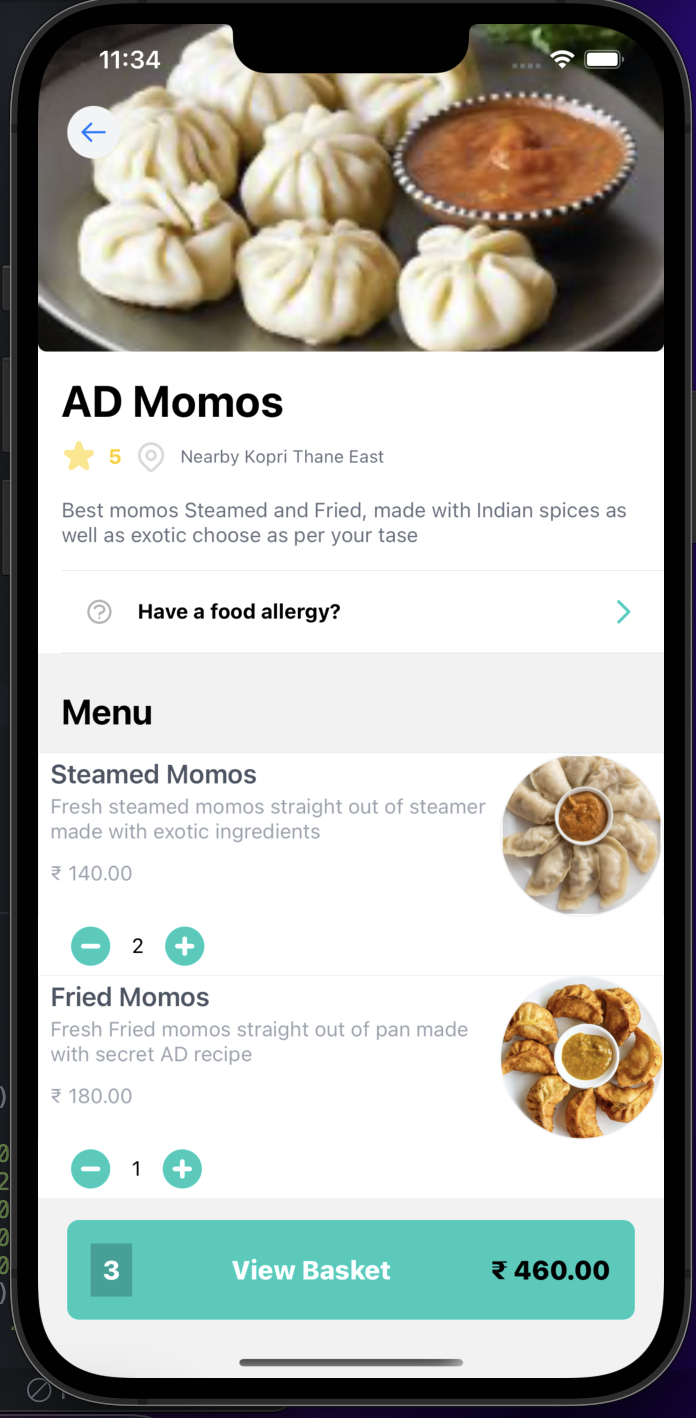 11:34
AD Momos
5 Nearby Kopri Thane East
Best momos Steamed and Fried, made with Indian spices as
well as exotic choose as per your tase
Have a food allergy?
Menu
Steamed Momos
Fresh steamed momos straight out of steamer
made with exotic ingredients
₹ 140.00
2
Fried Momos
Fresh Fried momos straight out of pan made
with secret AD recipe
₹ 180.00
1
3 View Basket ₹ 460.00